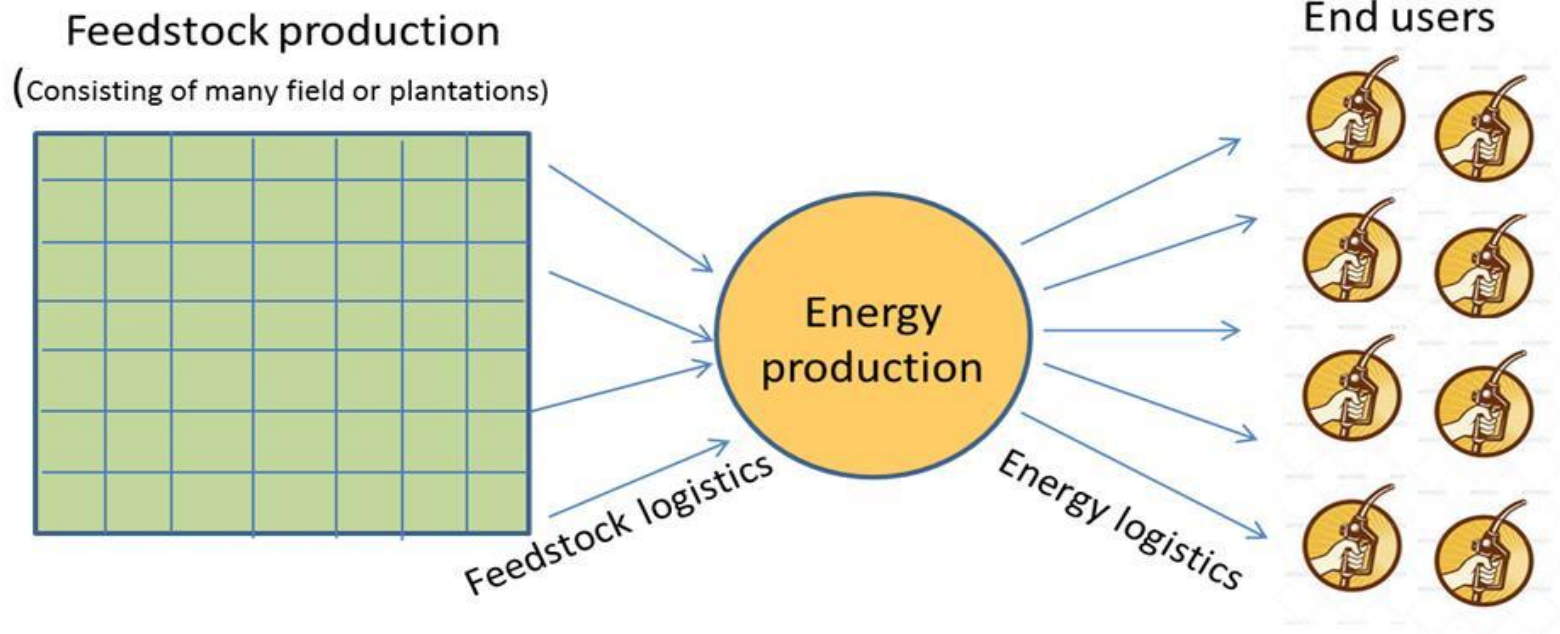 Feedstock production
(Consisting of many field or plantations)
End users
Energy
production
Feedstock logistics
Energy logistics